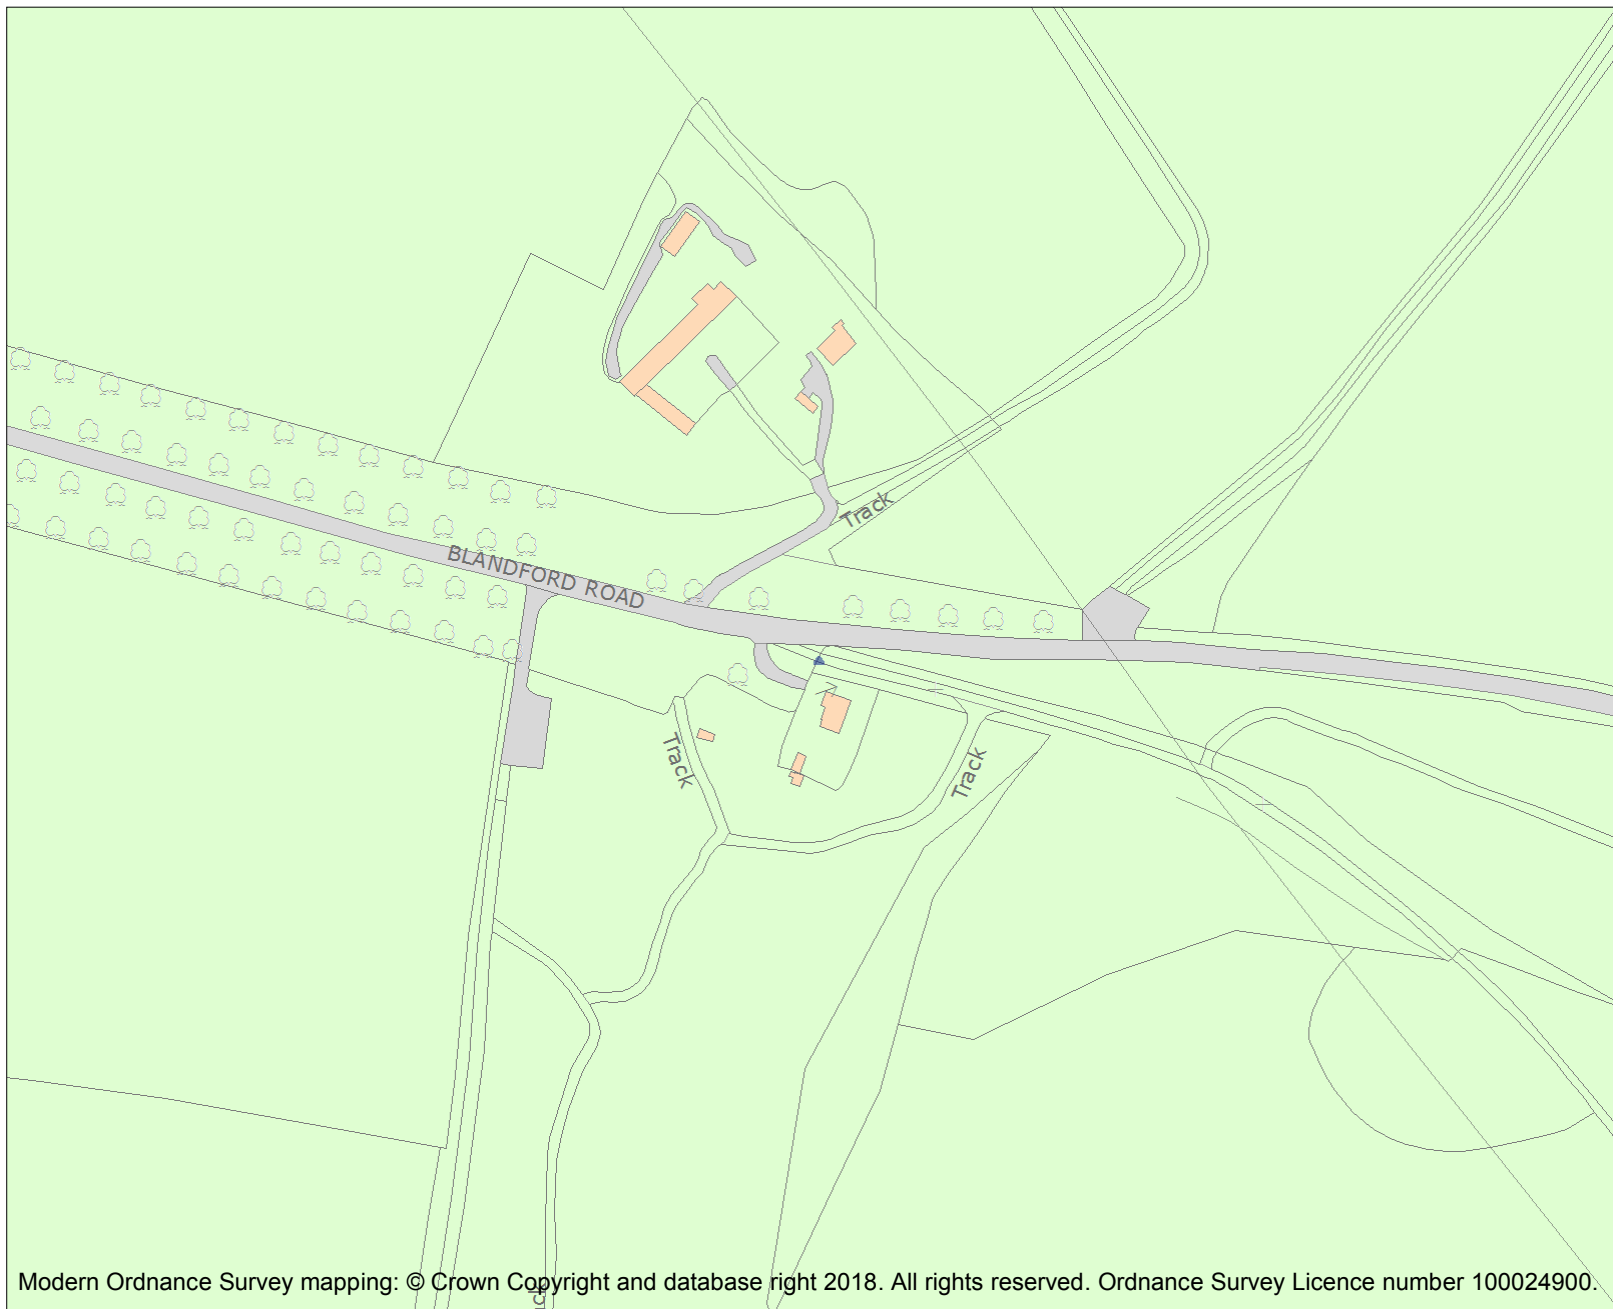 Track
BLANDFORD ROAD
Track
Track
ck
Modern Ordnance Survey mapping: © Crown Copyright and database right 2018. All rights reserved. Ordnance Survey Licence number 100024900.